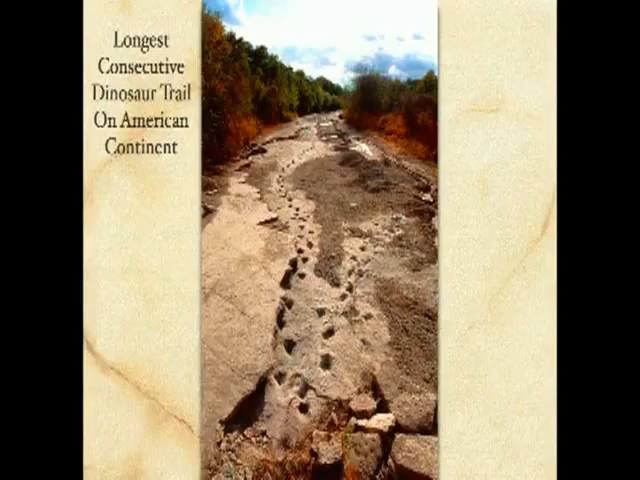 Longest
Consecutive
Dinosaur Trail
On American
Continent